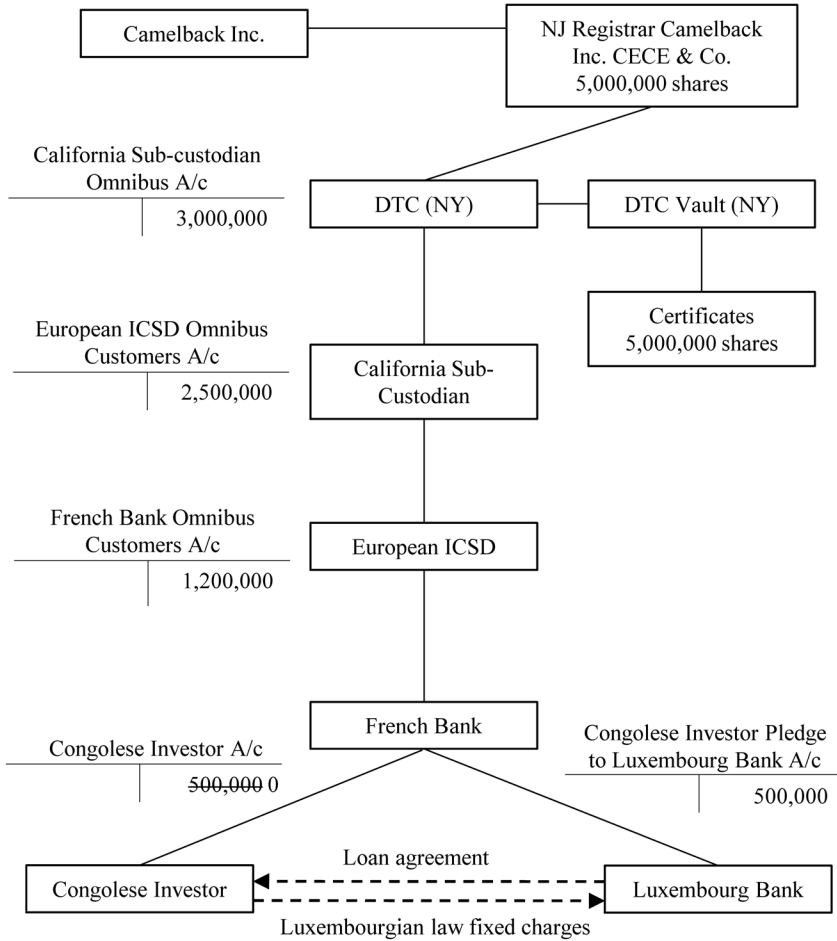 Camelback Inc.
NJ Registrar Camelback
Inc. CECE & Co.
5,000,000 shares
California Sub-custodian
Omnibus A/c
3,000,000
DTC (NY)
DTC Vault (NY)
European ICSD Omnibus
Customers A/c
2,500,000
California Sub-
Custodian
Certificates
5,000,000 shares
French Bank Omnibus
Customers A/c
1,200,000
European ICSD
French Bank
Congolese Investor A/c
500,000 0
Congolese Investor Pledge
to Luxembourg Bank A/c
500,000
Loan agreement
Congolese Investor
Luxembourg Bank
Luxembourgian law fixed charges